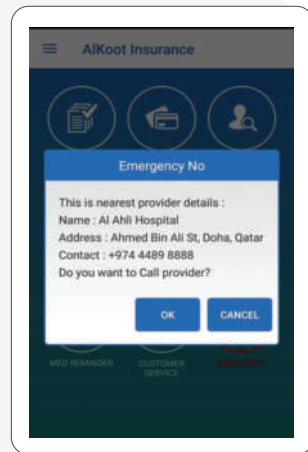 AlKoot Insurance
Emergency No
This is nearest provider details :
Name : Al Ahli Hospital
Address : Ahmed Bin Ali St, Doha, Qatar
Contact : +974 4489 8888
Do you want to Call provider?
OK CANCEL
MED REMINDER CUSTOMER
SERVICE